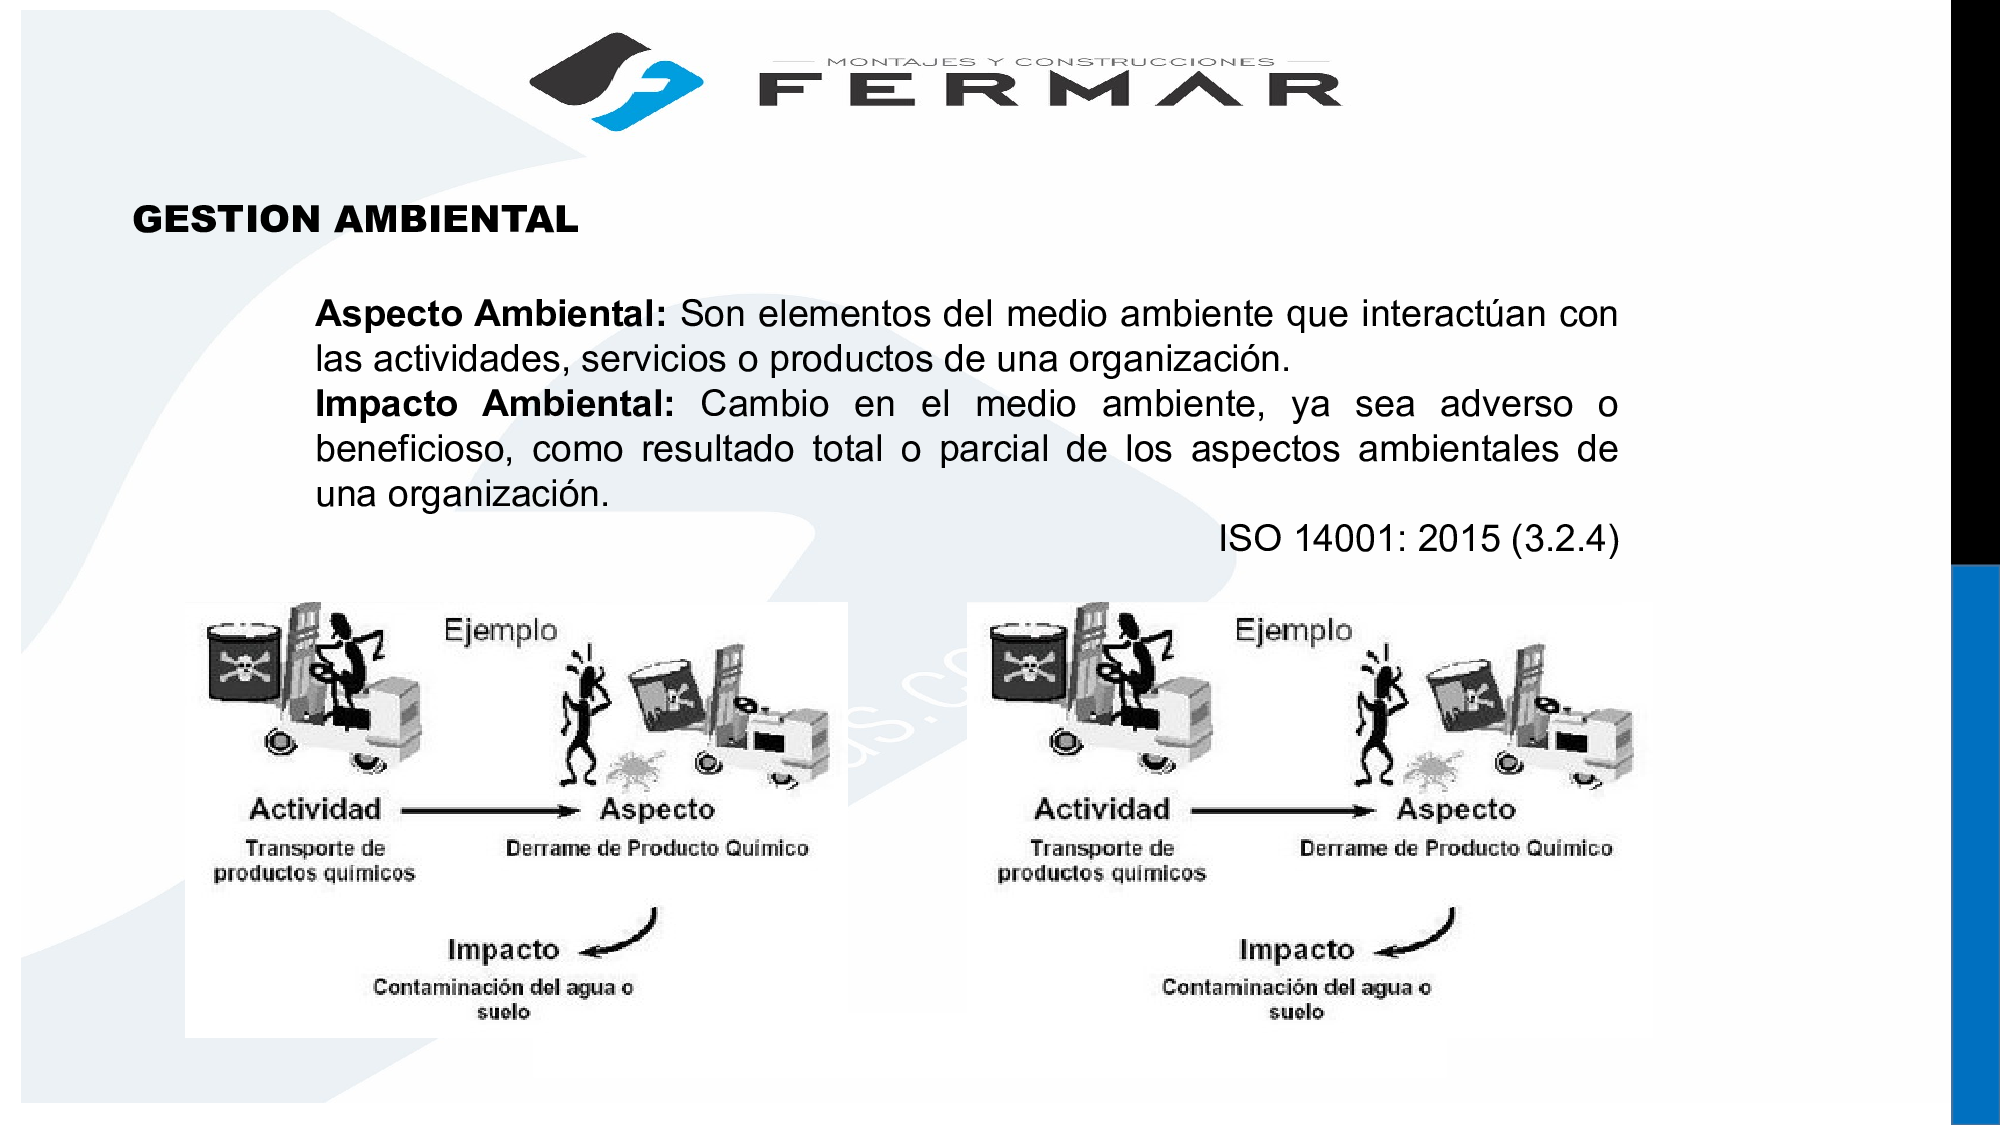 MONTAJES Y CONSTRUCCIONES
FERMAR
GESTION AMBIENTAL
Aspecto Ambiental: Son elementos del medio ambiente que interactúan con
las actividades, servicios o productos de una organización.
Impacto Ambiental: Cambio en el medio ambiente, ya sea adverso o
beneficioso, como resultado total o parcial de los aspectos ambientales de
una organización.
ISO 14001: 2015 (3.2.4)
Ejemplo
Actividad
Aspecto
Transporte de
productos químicos
Derrame de Producto Químico
Impacto
Contaminación del agua o
suelo
Ejemplo
Actividad
Aspecto
Transporte de
productos químicos
Derrame de Producto Químico
Impacto
Contaminación del agua o
suelo